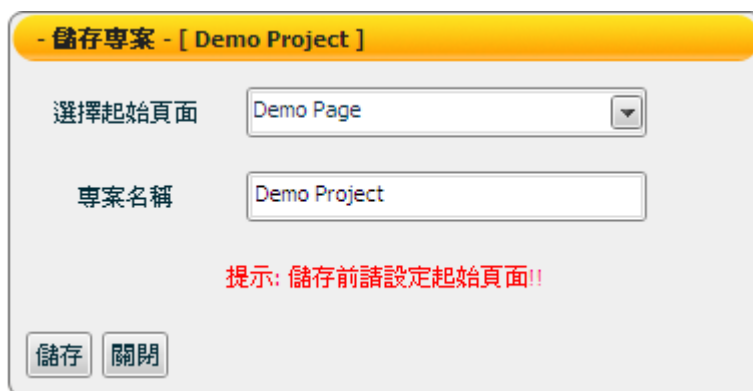 - 儲存專案 - [ Demo Project ]
選擇起始頁面 Demo Page
專案名稱 Demo Project
提示: 儲存前請設定起始頁面!!
儲存 關閉